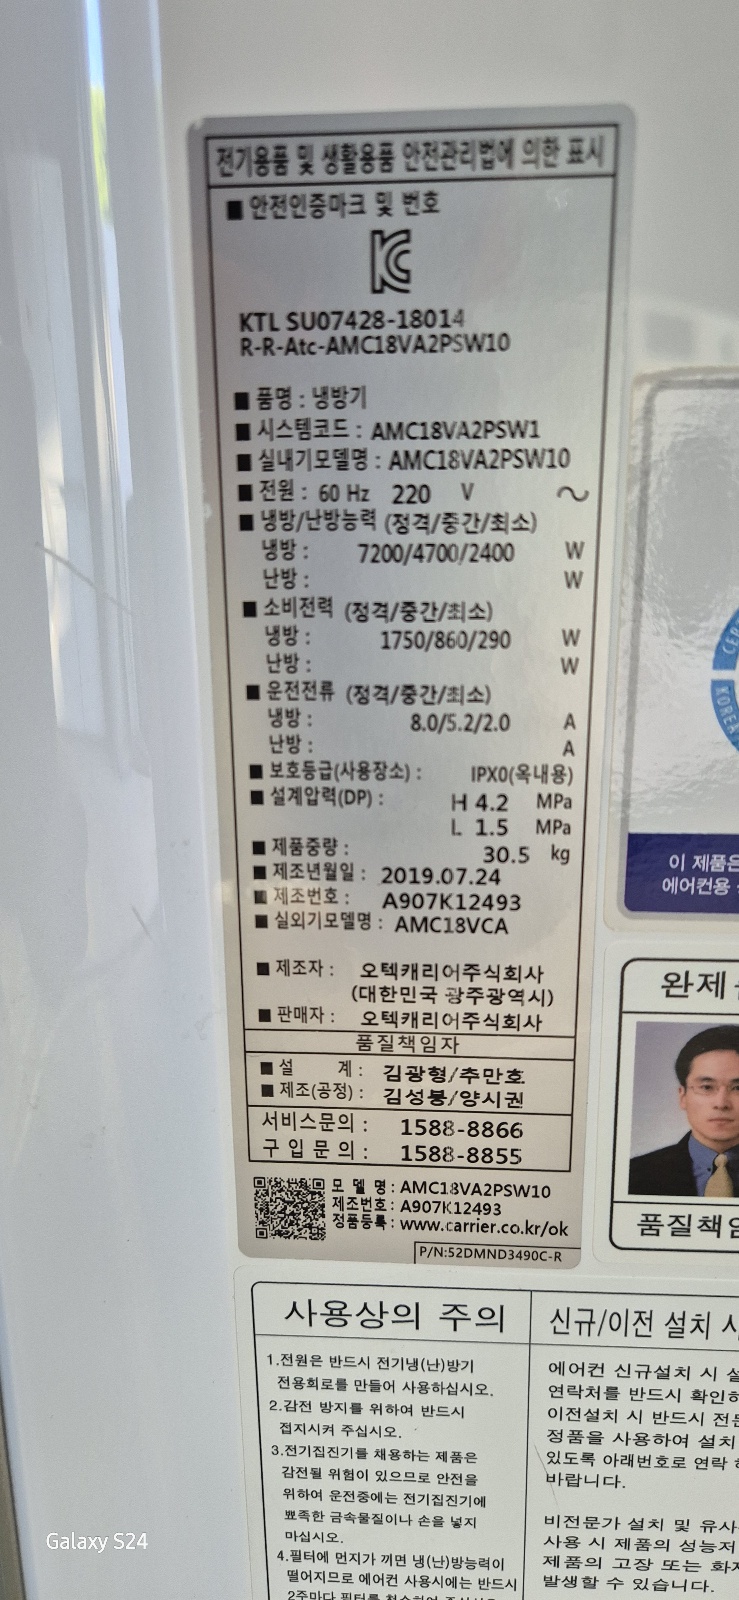 전기용품 및 생활용품 안전관리법에 의한 표시
■ 안전인증마크 및 번호
KTL SU07428-18014
R-R-Atc-AMC18VA2PSW10
■ 품명 : 냉방기
■ 시스템코드 : AMC18VA2PSW1
■ 실내기모델명 : AMC18VA2PSW10
■ 전원 : 60 Hz 220 V ~
■ 냉방/난방능력 (정격/중간/최소)
냉방 : 7200/4700/2400 W
난방 : W
■ 소비전력 (정격/중간/최소)
냉방 : 1750/860/290 W
난방 : W
■ 운전전류 (정격/중간/최소)
냉방 : 8.0/5.2/2.0 A
난방 : A
■ 보호등급(사용장소) : IPX0(옥내용)
■ 설계압력(DP) : H 4.2 MPa
L 1.5 MPa
■ 제품중량 : 30.5 kg
■ 제조년월일 : 2019.07.24
■ 제조번호 : A907K12493
■ 실외기모델명 : AMC18VCA
■ 제조자 : 오텍캐리어주식회사
(대한민국 광주광역시)
■ 판매자 : 오텍캐리어주식회사
품질책임자
■ 설 계 : 김광형/추만호
■ 제조(공정) : 김성봉/양시권
서비스문의 : 1588-8866
구입문의 : 1588-8855
모 델 명 : AMC18VA2PSW10
제조번호 : A907K12493
정품등록 : www.carrier.co.kr/ok
P/N:52DMND3490C-R
CER
KOREA
이 제품은
에어컨용
완제
품질책임
사용상의 주의
1.전원은 반드시 전기냉(난)방기
전용회로를 만들어 사용하십시오.
2.감전 방지를 위하여 반드시
접지시켜 주십시오.
3.전기집진기를 채용하는 제품은
감전될 위험이 있으므로 안전을
위하여 운전중에는 전기집진기에
뾰족한 금속물질이나 손을 넣지
마십시오.
4.필터에 먼지가 끼면 냉(난)방능력이
떨어지므로 에어컨 사용시에는 반드시
2주마다 필터를
신규/이전 설치 시
에어컨 신규설치 시 설
연락처를 반드시 확인하
이전설치 시 반드시 전문
정품을 사용하여 설치
있도록 아래번호로 연락 하
바랍니다.
비전문가 설치 및 유사
사용 시 제품의 성능저
제품의 고장 또는 화재
발생할 수 있습니다.
Galaxy S24